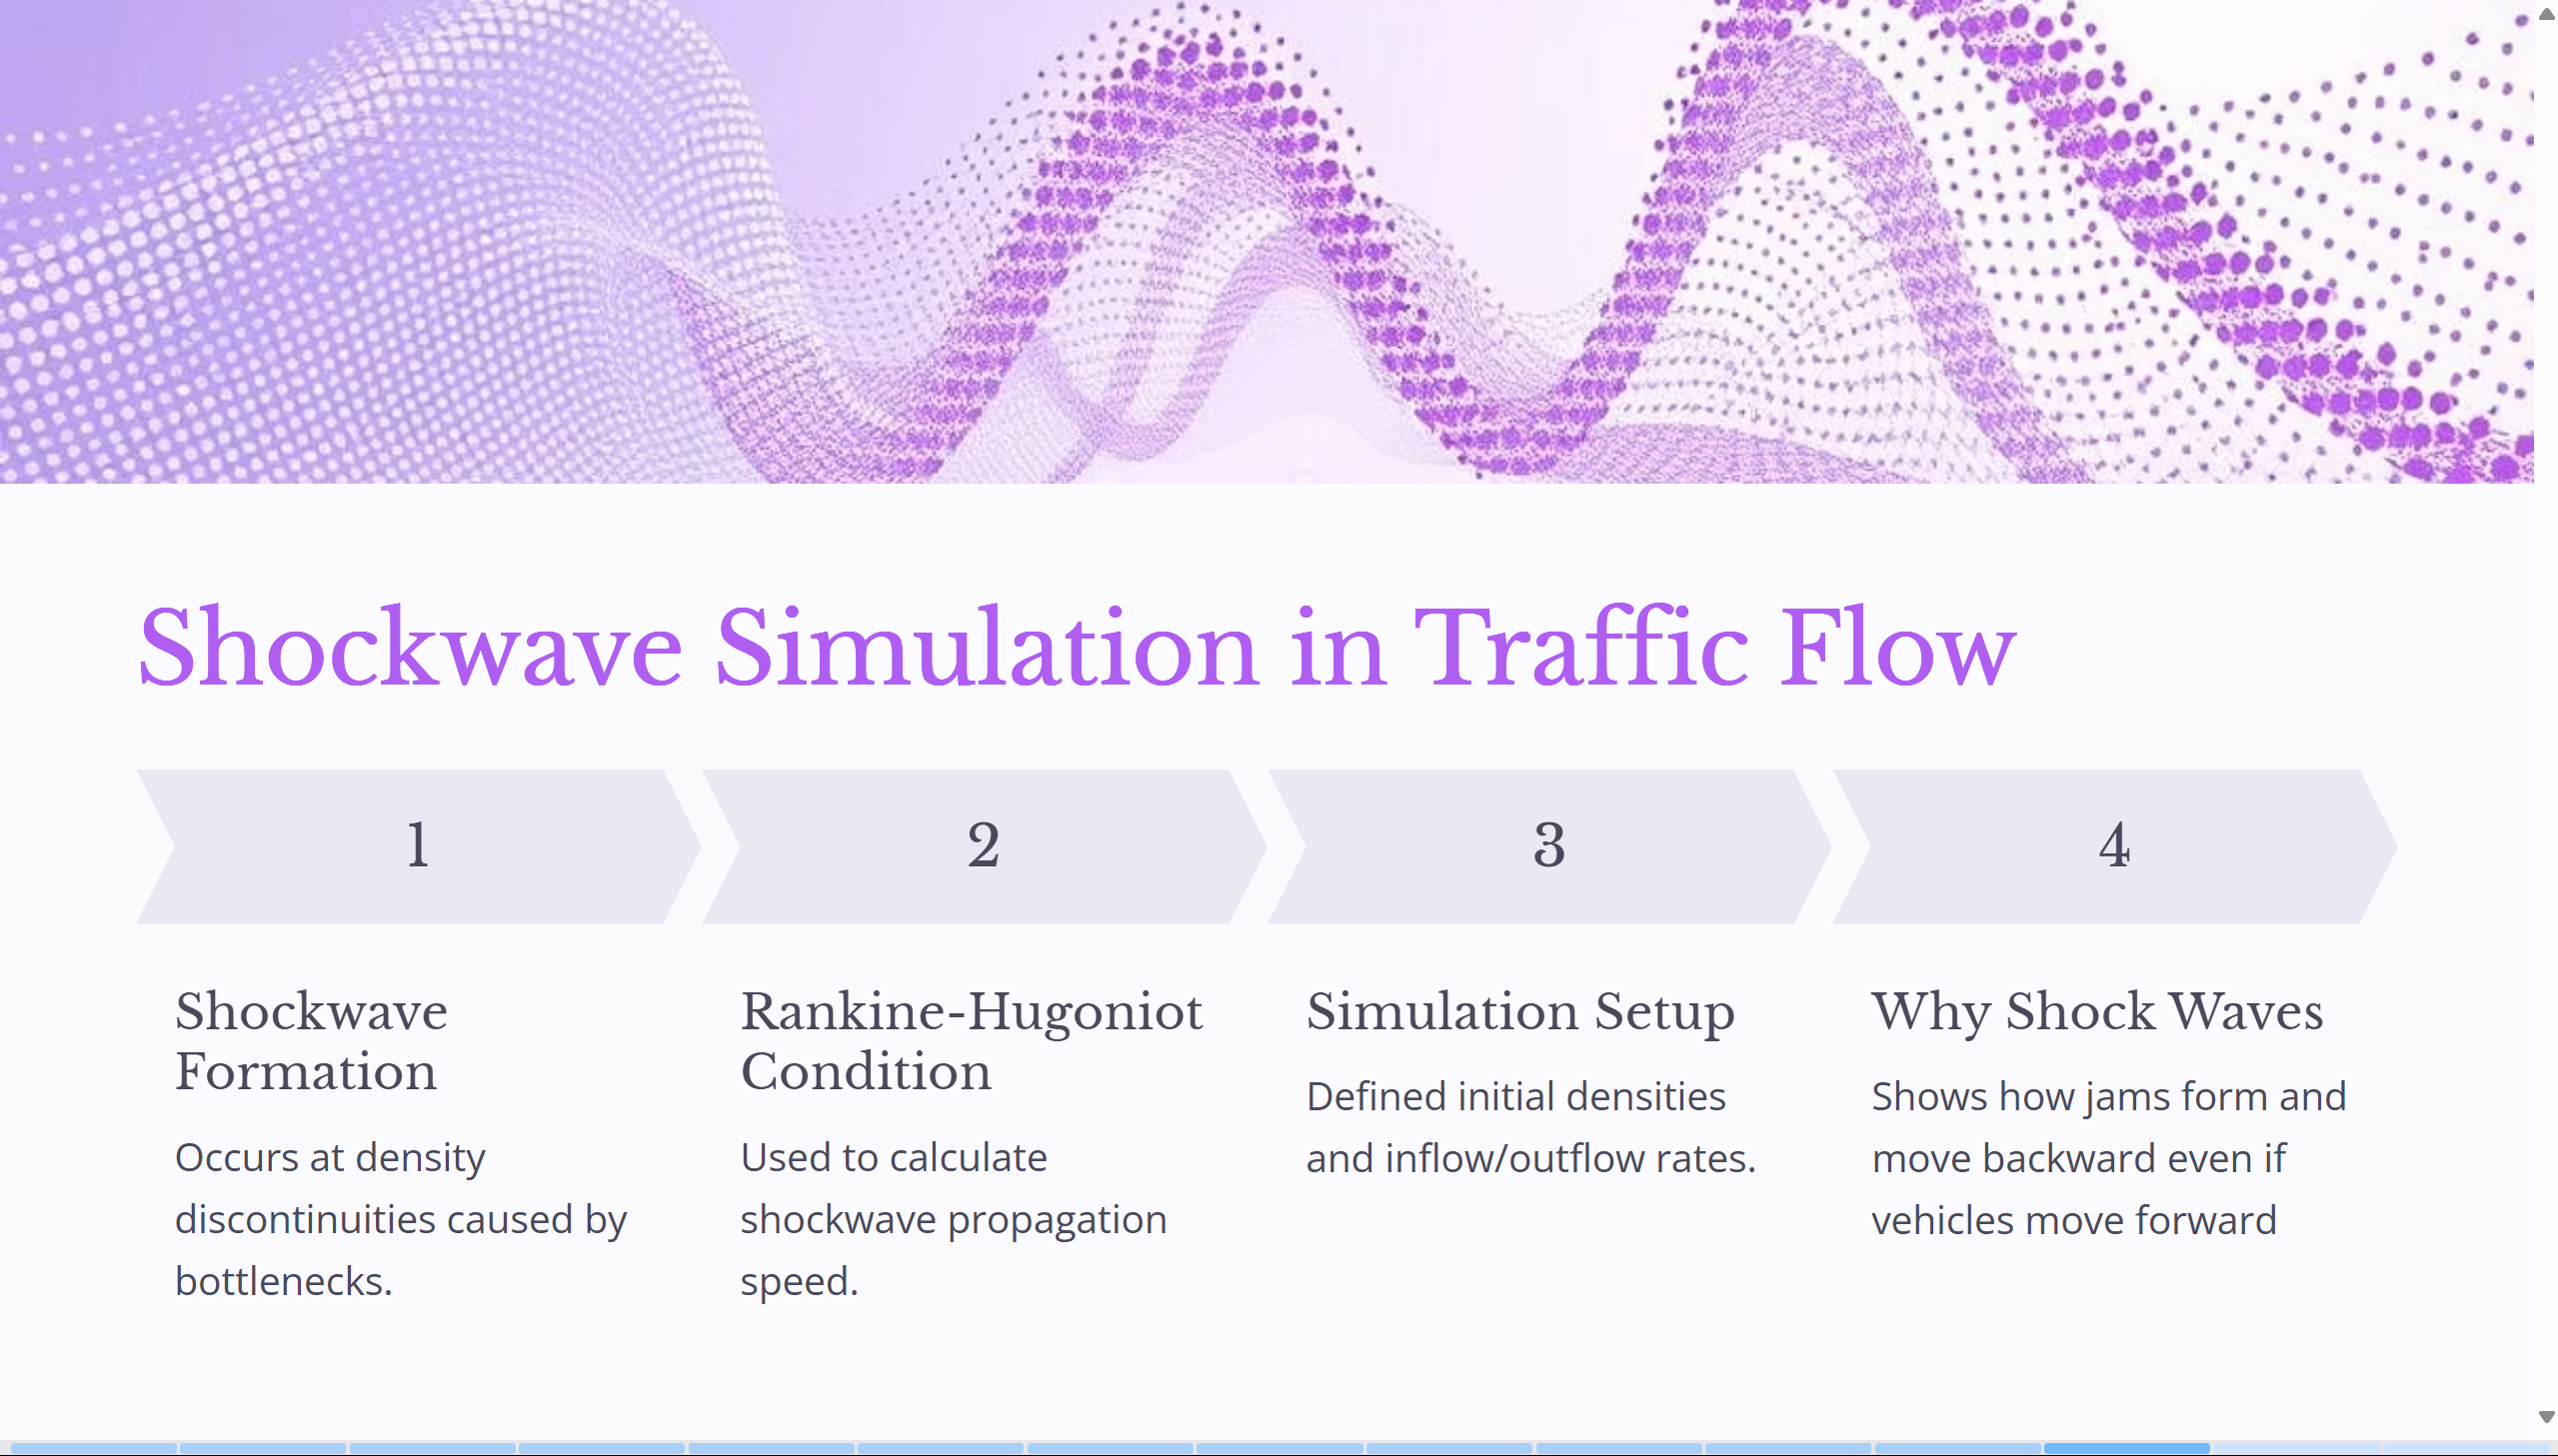 Shockwave Simulation in Traffic Flow
1
2
3
4
Shockwave
Formation
Occurs at density
discontinuities caused by
bottlenecks.
Rankine-Hugoniot
Condition
Used to calculate
shockwave propagation
speed.
Simulation Setup
Defined initial densities
and inflow/outflow rates.
Why Shock Waves
Shows how jams form and
move backward even if
vehicles move forward